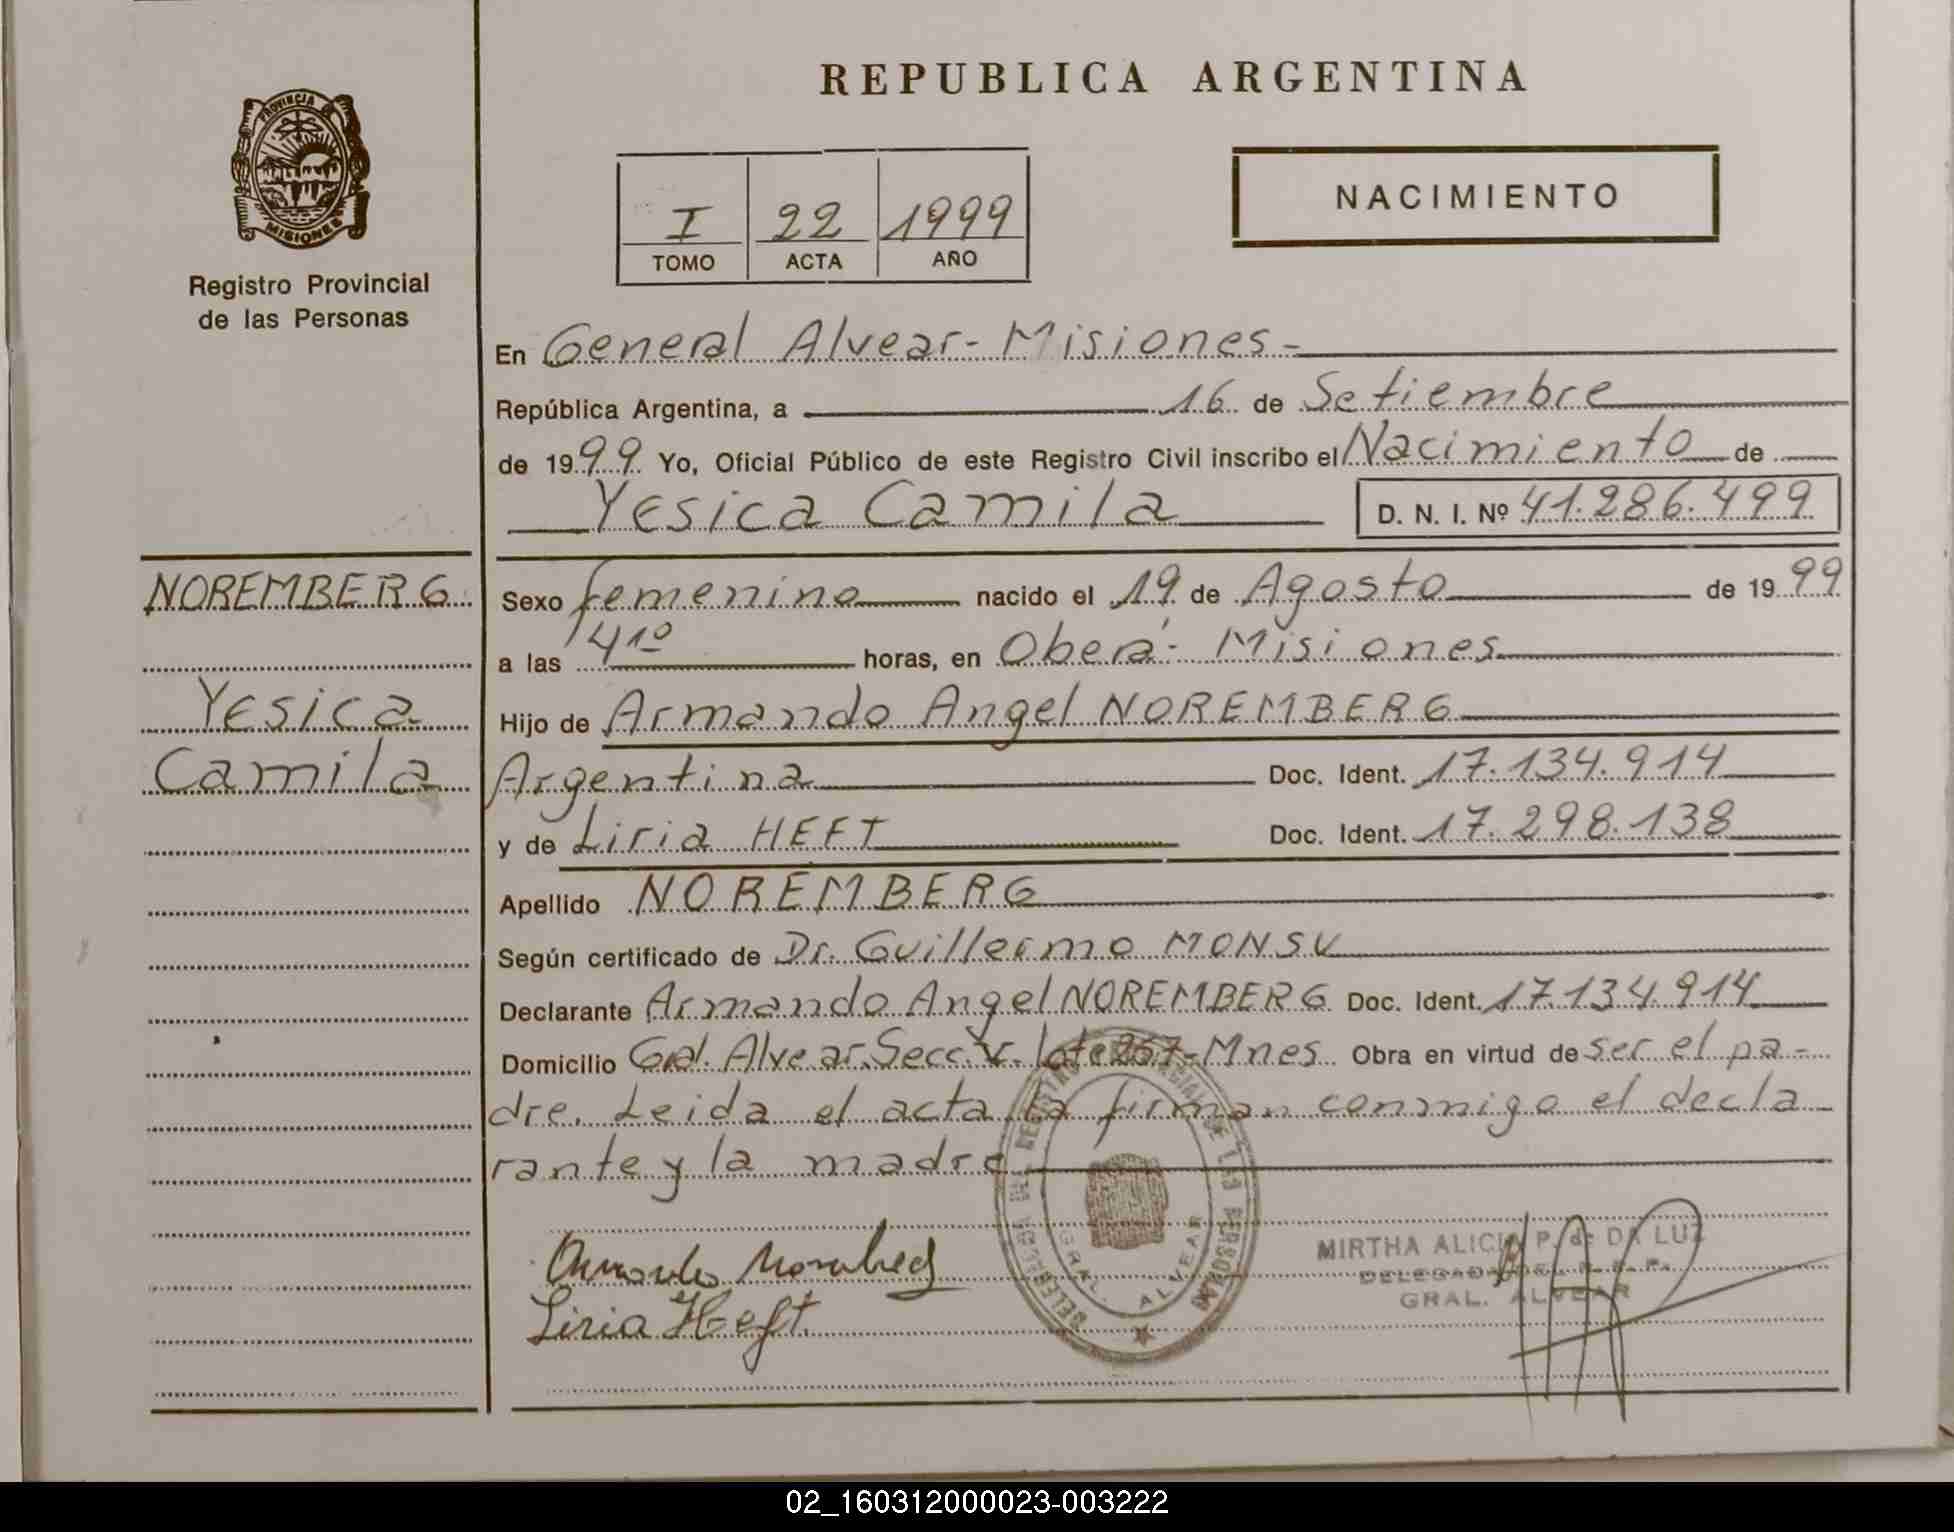 REPUBLICA ARGENTINA
PROVINCIA
MISIONES
Registro Provincial
de las Personas
I 22 1999
TOMO ACTA AÑO
NACIMIENTO
En General Alvear - Misiones -
República Argentina, a 16 de Setiembre
de 1999 Yo, Oficial Público de este Registro Civil inscribo el Nacimiento de
Yesica Camila D. N. I. Nº 41.286.499
NOREMBERG
Yesica
Camila
Sexo femenino nacido el 19 de Agosto de 1999
a las horas, en Oberá - Misiones
Hijo de Armando Angel NOREMBERG
Argentina Doc. Ident. 17.134.914
y de Liria HEFT Doc. Ident. 17.298.138
Apellido NOREMBERG
Según certificado de Dr. Guillermo MONSU
Declarante Armando Angel NOREMBERG Doc. Ident. 17134.914
Domicilio Gral. Alvear. Secc. V. lote 257-Mnes Obra en virtud de ser el pa-
dre. Leida el acta la firman conmigo el decla
rante y la madre
Liria Heft
GRAL. ALVEAR
MIRTHA ALICIA P. de DA LUZ
GRAL. ALVEAR
02_160312000023-003222